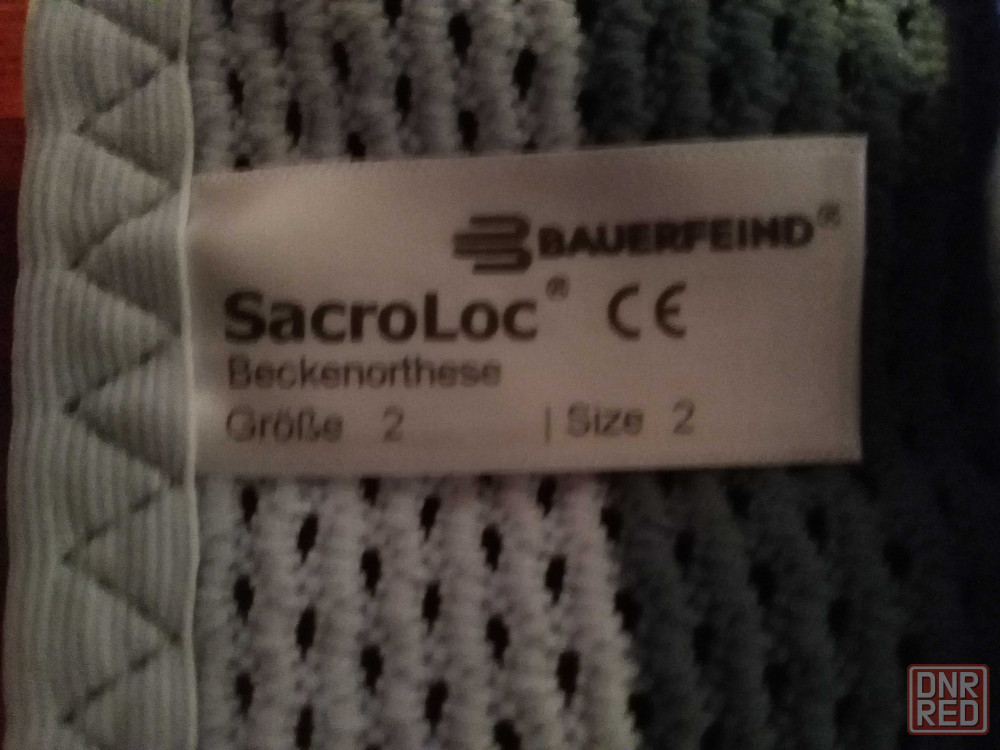 BAUERFEIND®
SacroLoc® CE
Beckenorthese
Größe 2 | Size 2
DNR
RED